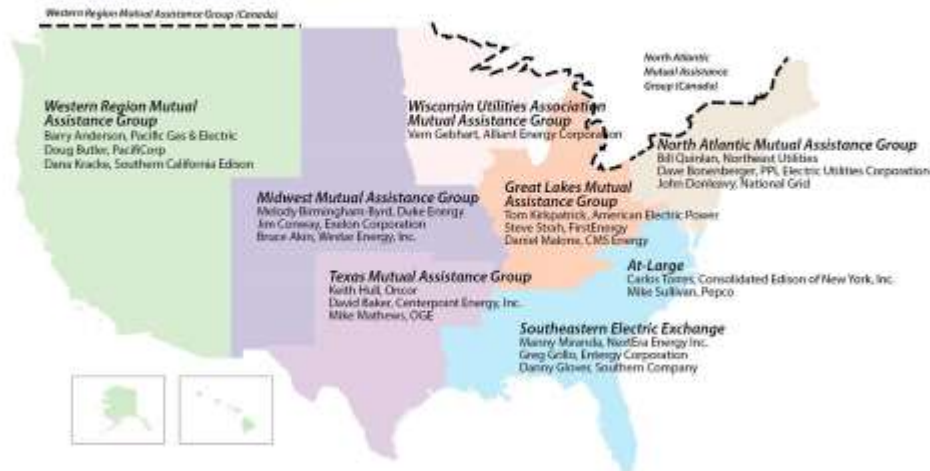 Western Region Mutual Assistance Group (Canada)
North Atlantic
Mutual Assistance
Group (Canada)
Western Region Mutual
Assistance Group
Barry Anderson, Pacific Gas & Electric
Doug Butler, PacifiCorp
Dana Kracke, Southern California Edison
Wisconsin Utilities Association
Mutual Assistance Group
Vern Gebhart, Alliant Energy Corporation
North Atlantic Mutual Assistance Group
Bill Quinlan, Northeast Utilities
Dave Bonenberger, PPL Electric Utilities Corporation
John Donleavy, National Grid
Midwest Mutual Assistance Group
Melody Birmingham-Byrd, Duke Energy
Jim Conway, Exelon Corporation
Bruce Akin, Westar Energy, Inc.
Great Lakes Mutual
Assistance Group
Tom Kirkpatrick, American Electric Power
Steve Strah, FirstEnergy
Daniel Malone, CMS Energy
Texas Mutual Assistance Group
Keith Hull, Oncor
David Baker, Centerpoint Energy, Inc.
Mike Mathews, OGE
At-Large
Carlos Torres, Consolidated Edison of New York, Inc.
Mike Sullivan, Pepco
Southeastern Electric Exchange
Manny Miranda, NextEra Energy Inc.
Greg Grillo, Entergy Corporation
Danny Glover, Southern Company